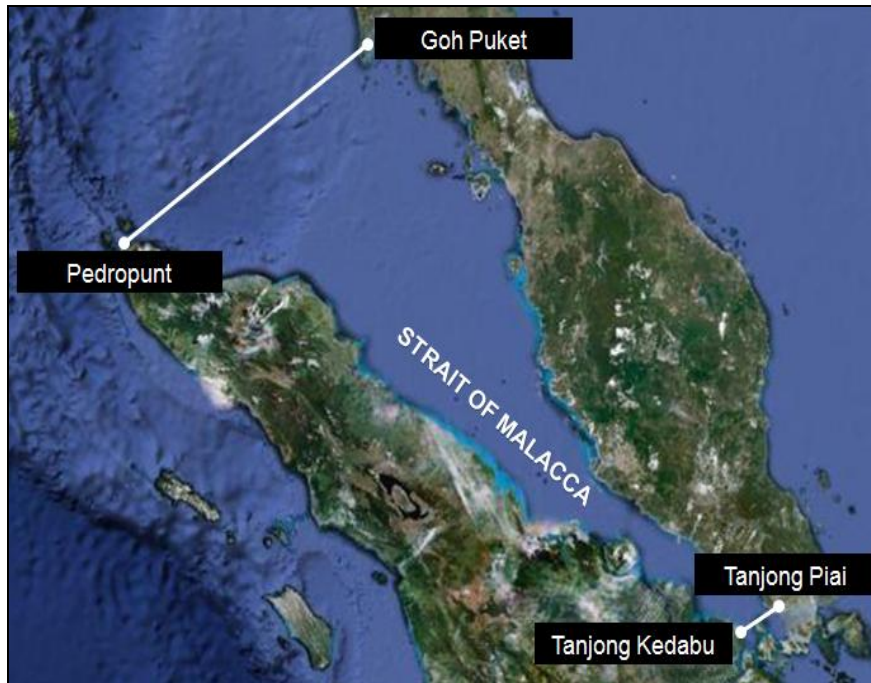 Goh Puket
Pedropunt
STRAIT OF MALACCA
Tanjong Piai
Tanjong Kedabu